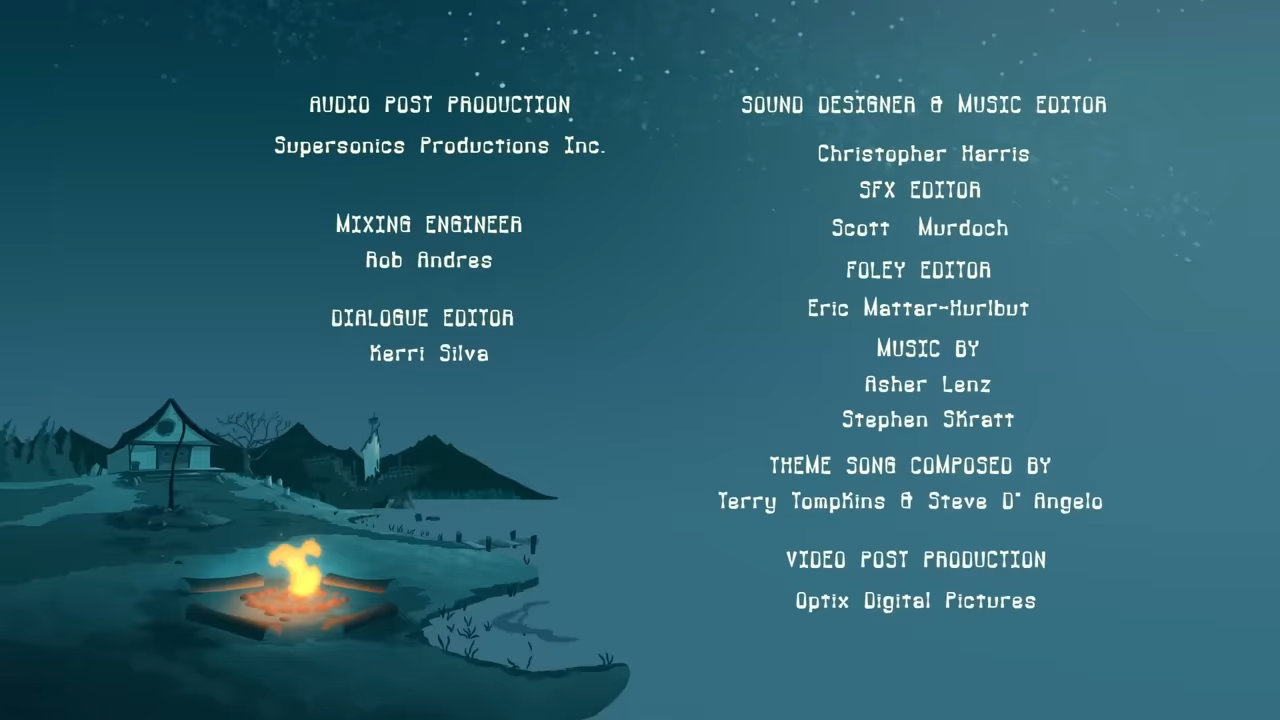 AUDIO POST PRODUCTION
Supersonics Productions Inc.
MIXING ENGINEER
Rob Andres
DIALOGUE EDITOR
Kerri Silva
SOUND DESIGNER & MUSIC EDITOR
Christopher Harris
SFX EDITOR
Scott Murdoch
FOLEY EDITOR
Eric Mattar-Hurlbut
MUSIC BY
Asher Lenz
Stephen SKratt
THEME SONG COMPOSED BY
Terry TompKins & Steve D' Angelo
VIDEO POST PRODUCTION
Optix Digital Pictures